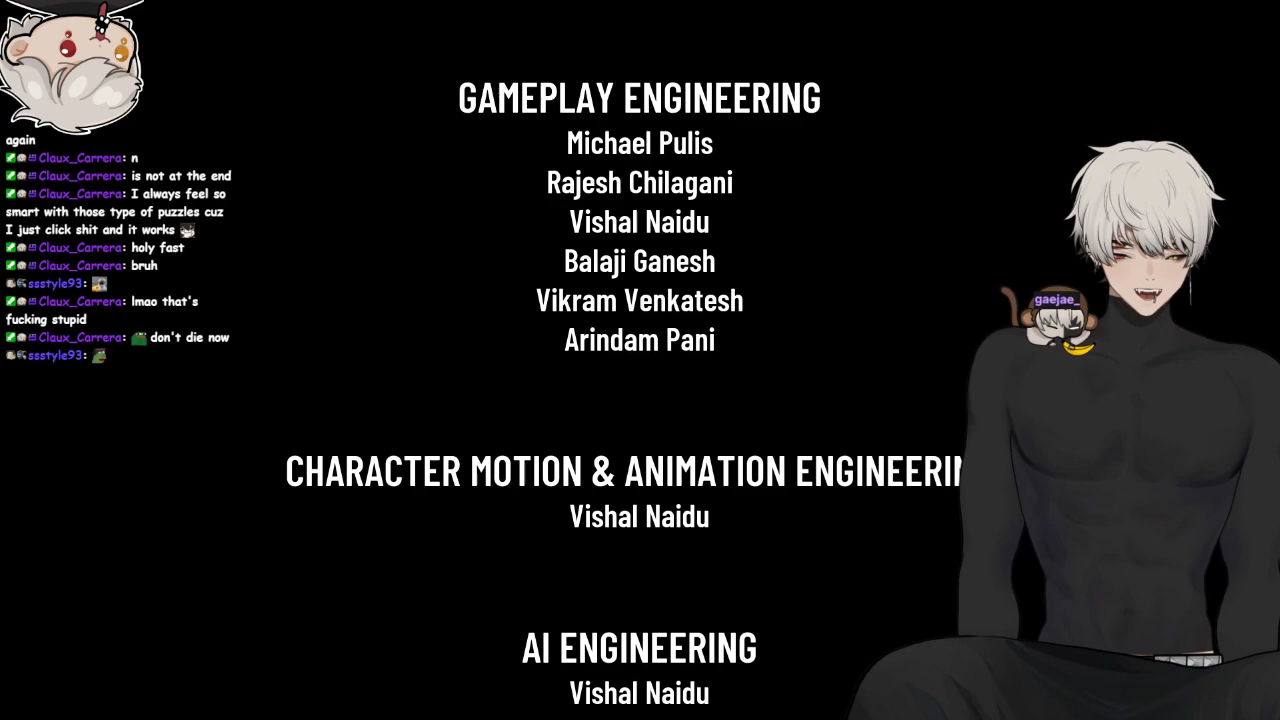 again
Claux_Carrera: n
Claux_Carrera: is not at the end
Claux_Carrera: I always feel so
smart with those type of puzzles cuz
I just click shit and it works
Claux_Carrera: holy fast
Claux_Carrera: bruh
ssstyle93:
Claux_Carrera: lmao that's
fucking stupid
Claux_Carrera: don't die now
ssstyle93:
GAMEPLAY ENGINEERING
Michael Pulis
Rajesh Chilagani
Vishal Naidu
Balaji Ganesh
Vikram Venkatesh
Arindam Pani
CHARACTER MOTION & ANIMATION ENGINEERIN
Vishal Naidu
AI ENGINEERING
Vishal Naidu
gaejae_